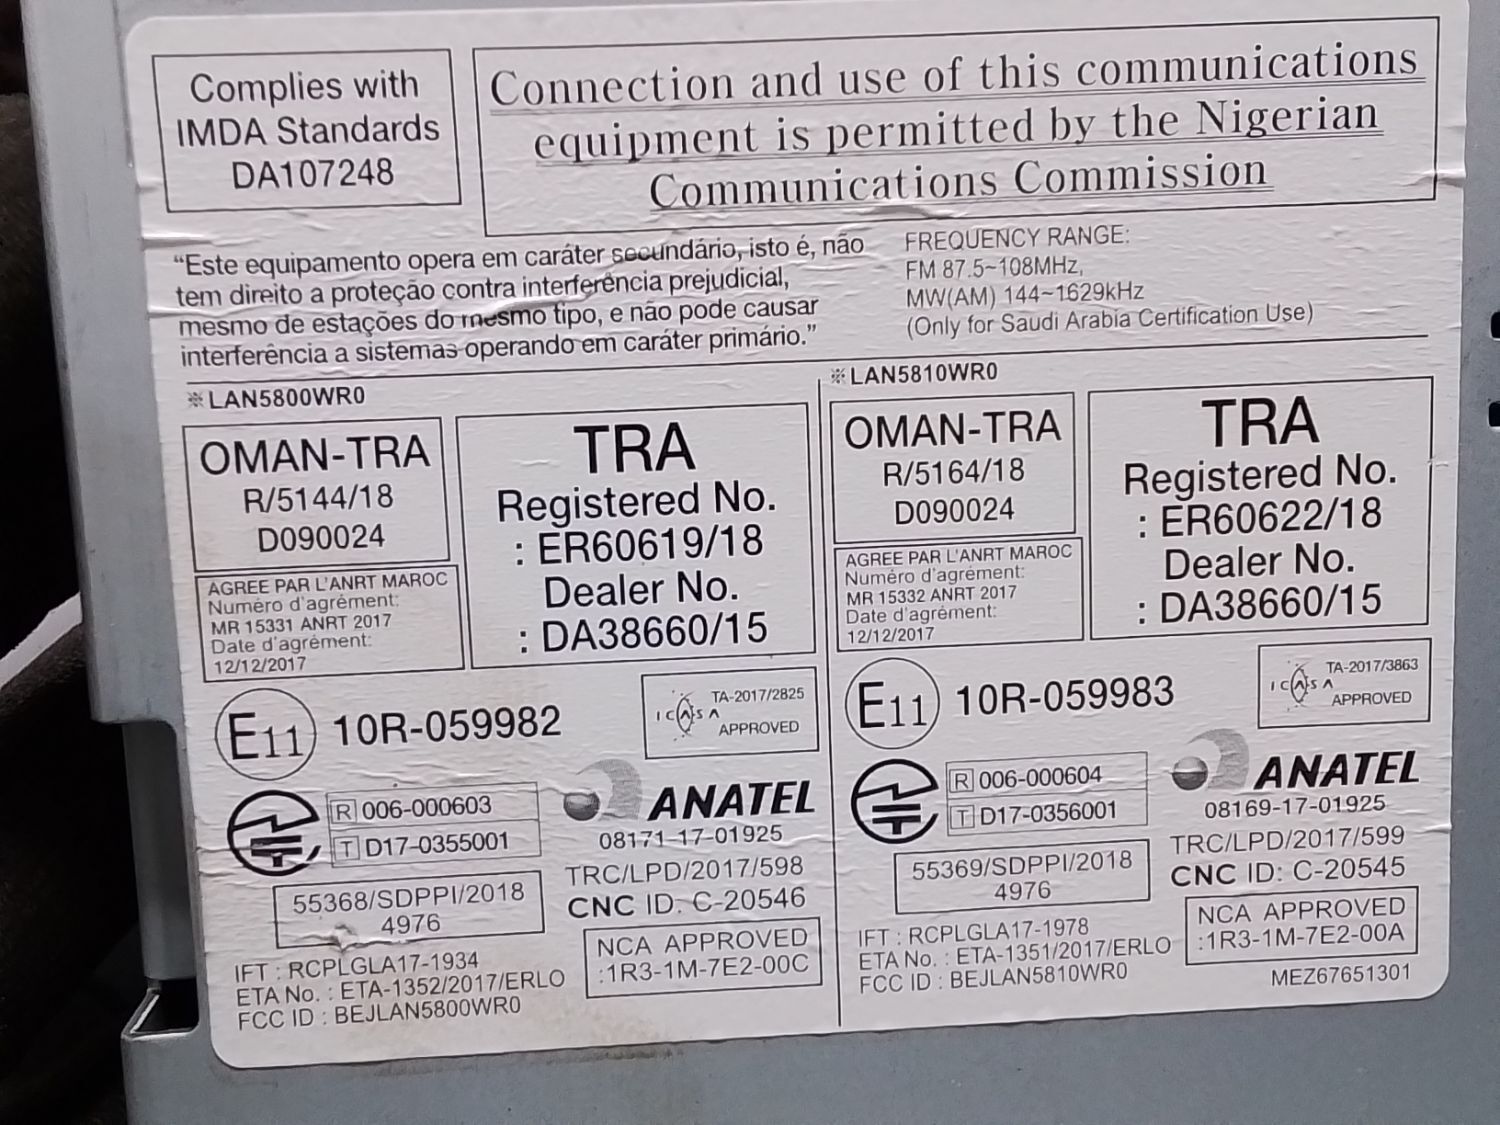 Complies with
IMDA Standards
DA107248
Connection and use of this communications
equipment is permitted by the Nigerian
Communications Commission
“Este equipamento opera em caráter secundário, isto é, não
tem direito a proteção contra interferência prejudicial,
mesmo de estações do mesmo tipo, e não pode causar
interferência a sistemas operando em caráter primário.”
FREQUENCY RANGE:
FM 87.5~108MHz,
MW(AM) 144~1629kHz
(Only for Saudi Arabia Certification Use)
※LAN5800WR0
OMAN-TRA
R/5144/18
D090024
TRA
Registered No.
: ER60619/18
Dealer No.
: DA38660/15
AGREE PAR L'ANRT MAROC
Numéro d'agrément:
MR 15331 ANRT 2017
Date d'agrément:
12/12/2017
E11 10R-059982
ICASA
TA-2017/2825
APPROVED
R 006-000603
T D17-0355001
ANATEL
08171-17-01925
55368/SDPPI/2018
4976
TRC/LPD/2017/598
CNC ID: C-20546
NCA APPROVED
:1R3-1M-7E2-00C
IFT : RCPLGLA17-1934
ETA No. : ETA-1352/2017/ERLO
FCC ID : BEJLAN5800WR0
※LAN5810WR0
OMAN-TRA
R/5164/18
D090024
TRA
Registered No.
: ER60622/18
Dealer No.
: DA38660/15
AGREE PAR L'ANRT MAROC
Numéro d'agrément:
MR 15332 ANRT 2017
Date d'agrément:
12/12/2017
E11 10R-059983
ICASA
TA-2017/3863
APPROVED
R 006-000604
T D17-0356001
ANATEL
08169-17-01925
55369/SDPPI/2018
4976
TRC/LPD/2017/599
CNC ID: C-20545
NCA APPROVED
:1R3-1M-7E2-00A
IFT : RCPLGLA17-1978
ETA No. : ETA-1351/2017/ERLO
FCC ID : BEJLAN5810WR0
MEZ67651301